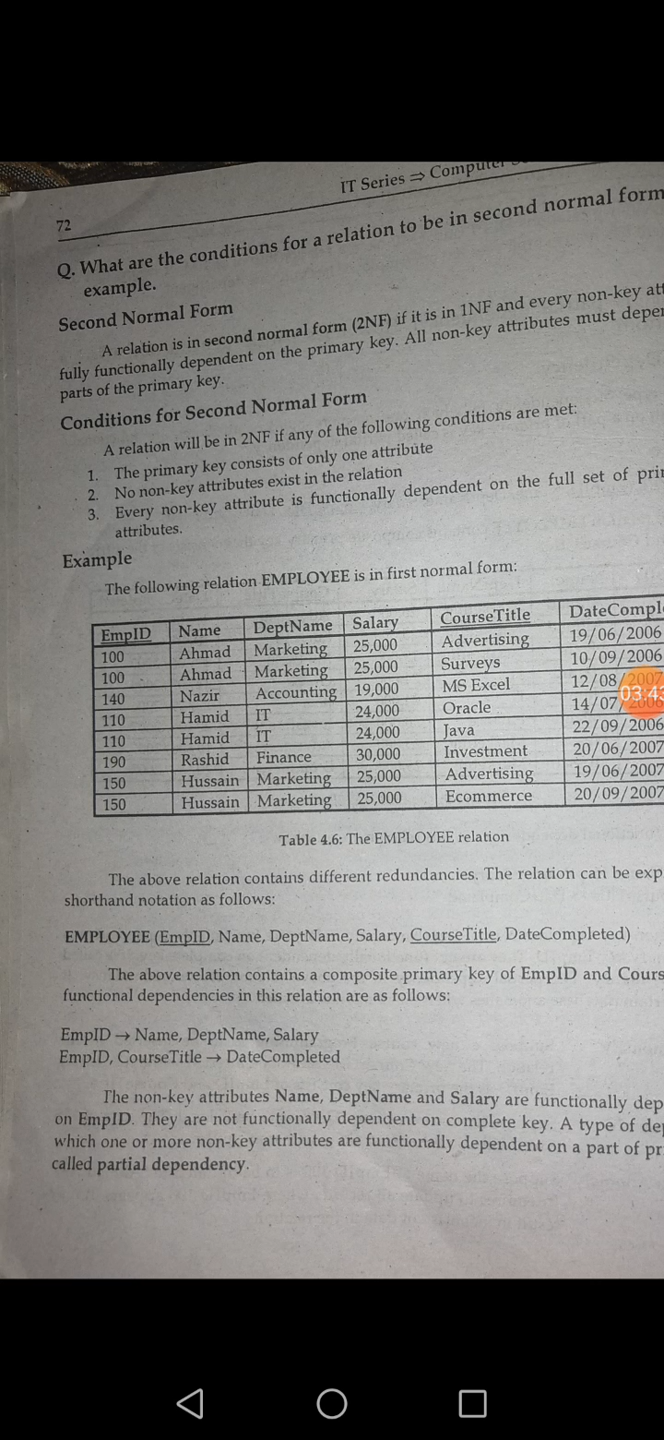 IT Series ⇒ Computer
72
Q. What are the conditions for a relation to be in second normal form
example.
Second Normal Form
A relation is in second normal form (2NF) if it is in 1NF and every non-key
fully functionally dependent on the primary key. All non-key attributes must
parts of the primary key.
Conditions for Second Normal Form
A relation will be in 2NF if any of the following conditions are met:
1. The primary key consists of only one attribute
2. No non-key attributes exist in the relation
3. Every non-key attribute is functionally dependent on the full set of
attributes.
Example
The following relation EMPLOYEE is in first normal form:
EmpID Name DeptName Salary CourseTitle DateComple
100 Ahmad Marketing 25,000 Advertising 19/06/2006
100 Ahmad Marketing 25,000 Surveys 10/09/2006
140 Nazir Accounting 19,000 MS Excel 12/08/2007
110 Hamid IT 24,000 Oracle 14/07/2006
110 Hamid IT 24,000 Java 22/09/2006
190 Rashid Finance 30,000 Investment 20/06/2007
150 Hussain Marketing 25,000 Advertising 19/06/2007
150 Hussain Marketing 25,000 Ecommerce 20/09/2007
03:43
Table 4.6: The EMPLOYEE relation
The above relation contains different redundancies. The relation can be exp
shorthand notation as follows:
EMPLOYEE (EmpID, Name, DeptName, Salary, CourseTitle, DateCompleted)
The above relation contains a composite primary key of EmpID and Cours
functional dependencies in this relation are as follows:
EmpID → Name, DeptName, Salary
EmpID, CourseTitle → DateCompleted
The non-key attributes Name, DeptName and Salary are functionally dep
on EmpID. They are not functionally dependent on complete key. A type of de
which one or more non-key attributes are functionally dependent on a part of pr
called partial dependency.